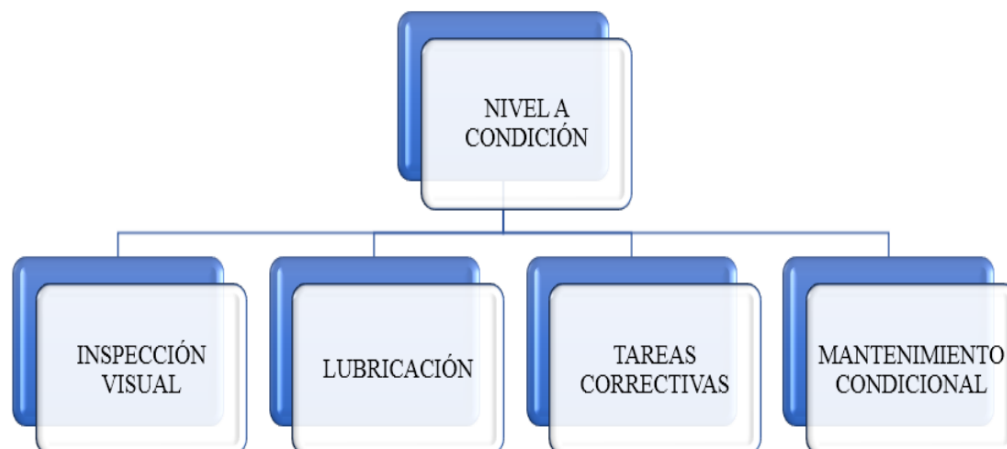 NIVEL A
CONDICIÓN
INSPECCIÓN
VISUAL
LUBRICACIÓN
TAREAS
CORRECTIVAS
MANTENIMIENTO
CONDICIONAL